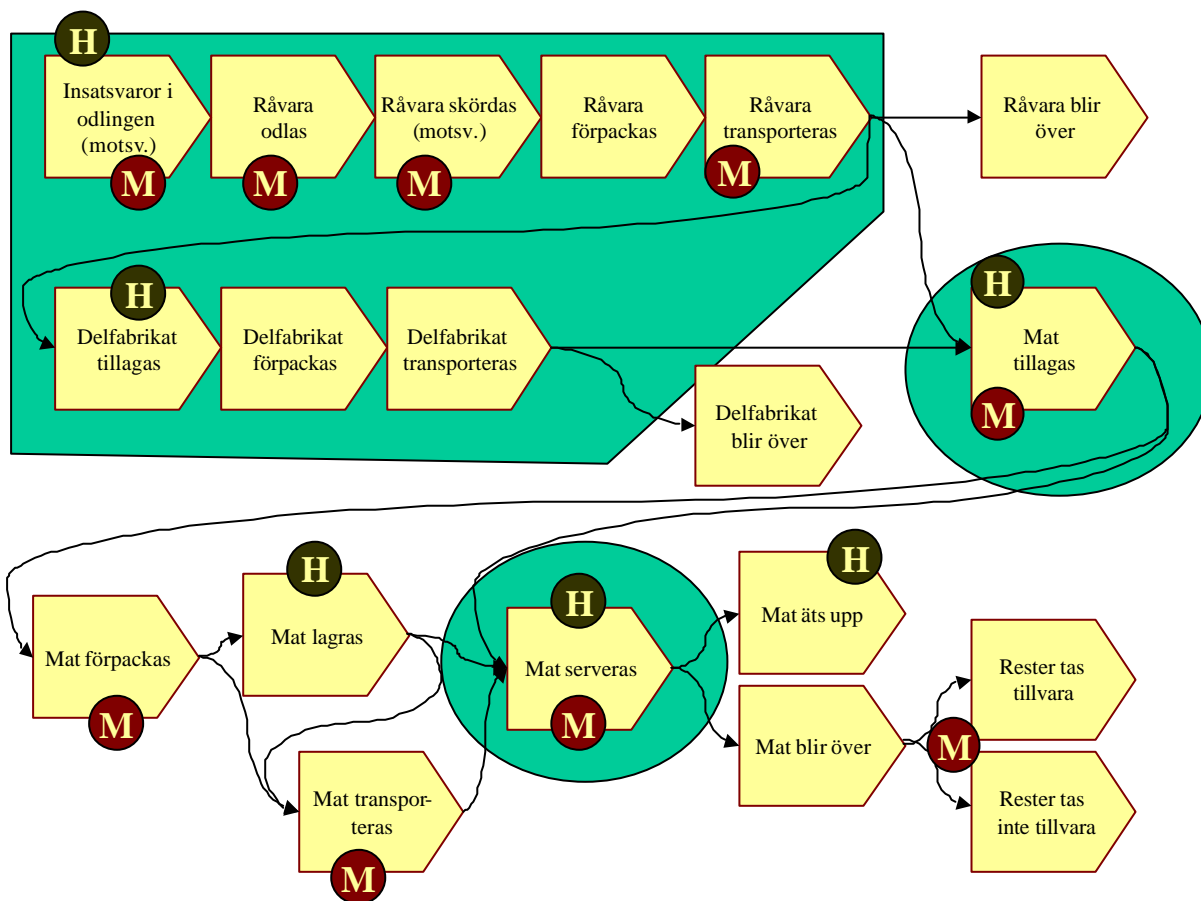 H
Insatsvaror i
odlingen
(motsv.)
M
Råvara
odlas
M
Råvara skördas
(motsv.)
M
Råvara
förpackas
Råvara
transporteras
M
Råvara blir
över
H
Delfabrikat
tillagas
Delfabrikat
förpackas
Delfabrikat
transporteras
Delfabrikat
blir över
H
Mat
tillagas
M
Mat förpackas
M
H
Mat lagras
Mat transpor-
teras
M
H
Mat serveras
M
H
Mat äts upp
Mat blir över
M
Rester tas
tillvara
Rester tas
inte tillvara